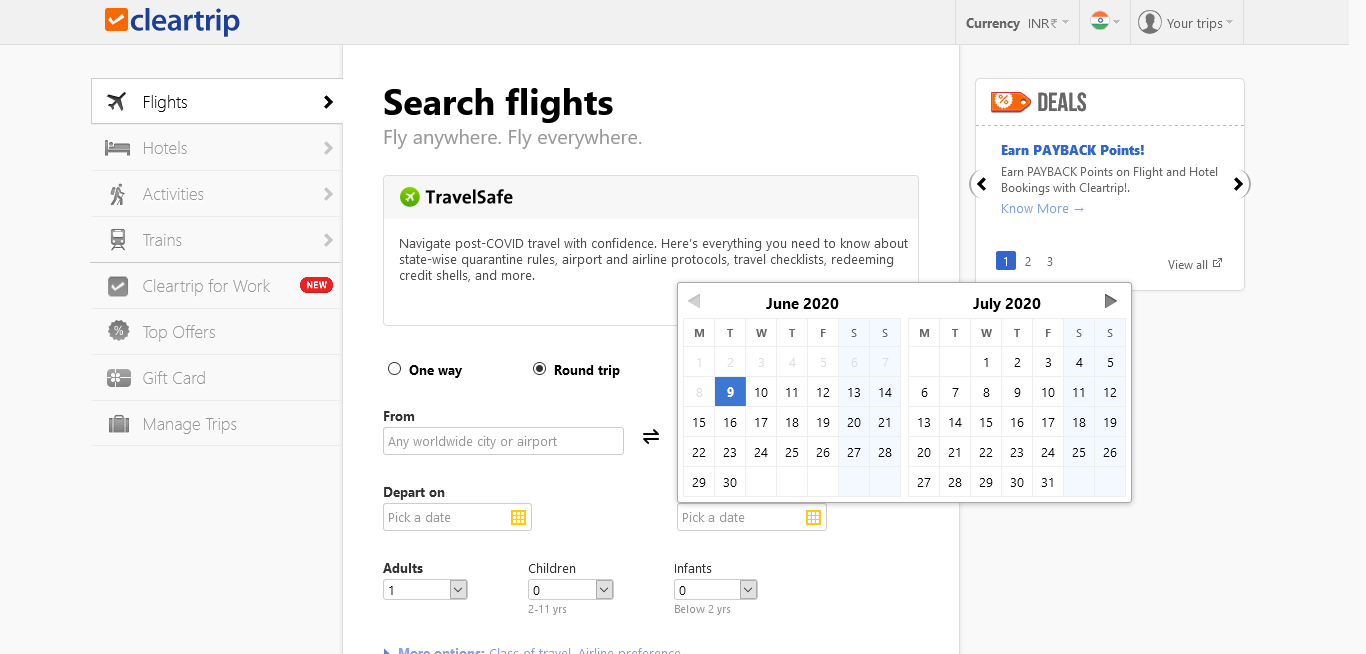 cleartrip
Currency INR₹
Your trips
Flights
Hotels
Activities
Trains
Cleartrip for Work NEW
Top Offers
Gift Card
Manage Trips
Search flights
Fly anywhere. Fly everywhere.
TravelSafe
Navigate post-COVID travel with confidence. Here's everything you need to know about
state-wise quarantine rules, airport and airline protocols, travel checklists, redeeming
credit shells, and more.
One way Round trip
From
Any worldwide city or airport
Depart on
Pick a date Pick a date
Adults Children Infants
1 0 0
2-11 yrs Below 2 yrs
More options: Class of travel, Airline preference
June 2020
M T W T F S S
1 2 3 4 5 6 7
8 9 10 11 12 13 14
15 16 17 18 19 20 21
22 23 24 25 26 27 28
29 30
July 2020
M T W T F S S
1 2 3 4 5
6 7 8 9 10 11 12
13 14 15 16 17 18 19
20 21 22 23 24 25 26
27 28 29 30 31
% DEALS
Earn PAYBACK Points!
Earn PAYBACK Points on Flight and Hotel
Bookings with Cleartrip!.
Know More →
1 2 3
View all